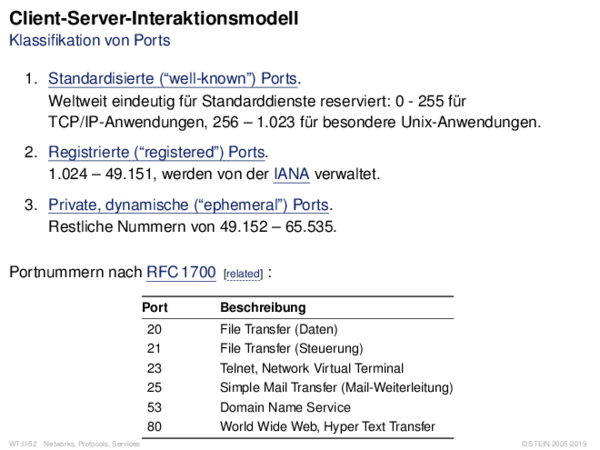 Client-Server-Interaktionsmodell
Klassifikation von Ports
1. Standardisierte (“well-known”) Ports.
Weltweit eindeutig für Standarddienste reserviert: 0 - 255 für
TCP/IP-Anwendungen, 256 – 1.023 für besondere Unix-Anwendungen.
2. Registrierte (“registered”) Ports.
1.024 – 49.151, werden von der IANA verwaltet.
3. Private, dynamische (“ephemeral”) Ports.
Restliche Nummern von 49.152 – 65.535.
Portnummern nach RFC 1700 [related] :
Port Beschreibung
20 File Transfer (Daten)
21 File Transfer (Steuerung)
23 Telnet, Network Virtual Terminal
25 Simple Mail Transfer (Mail-Weiterleitung)
53 Domain Name Service
80 World Wide Web, Hyper Text Transfer
WT:II-52 Networks, Protocols, Services © STEIN 2005-2019